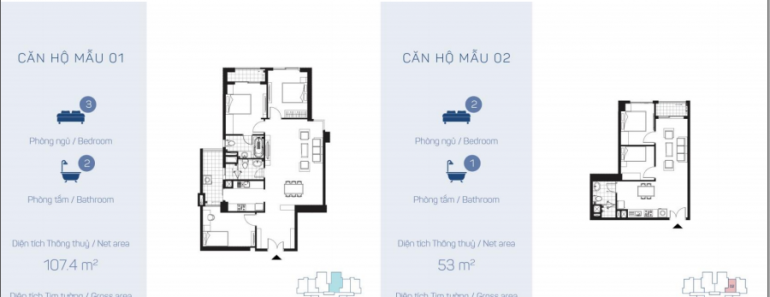 CĂN HỘ MẪU 01
3
Phòng ngủ / Bedroom
2
Phòng tắm / Bathroom
Diện tích Thông thuỷ / Net area
107.4 m²
Diện tích Tim tường / Gross area
CĂN HỘ MẪU 02
2
Phòng ngủ / Bedroom
1
Phòng tắm / Bathroom
Diện tích Thông thuỷ / Net area
53 m²
Diện tích Tim tường / Gross area